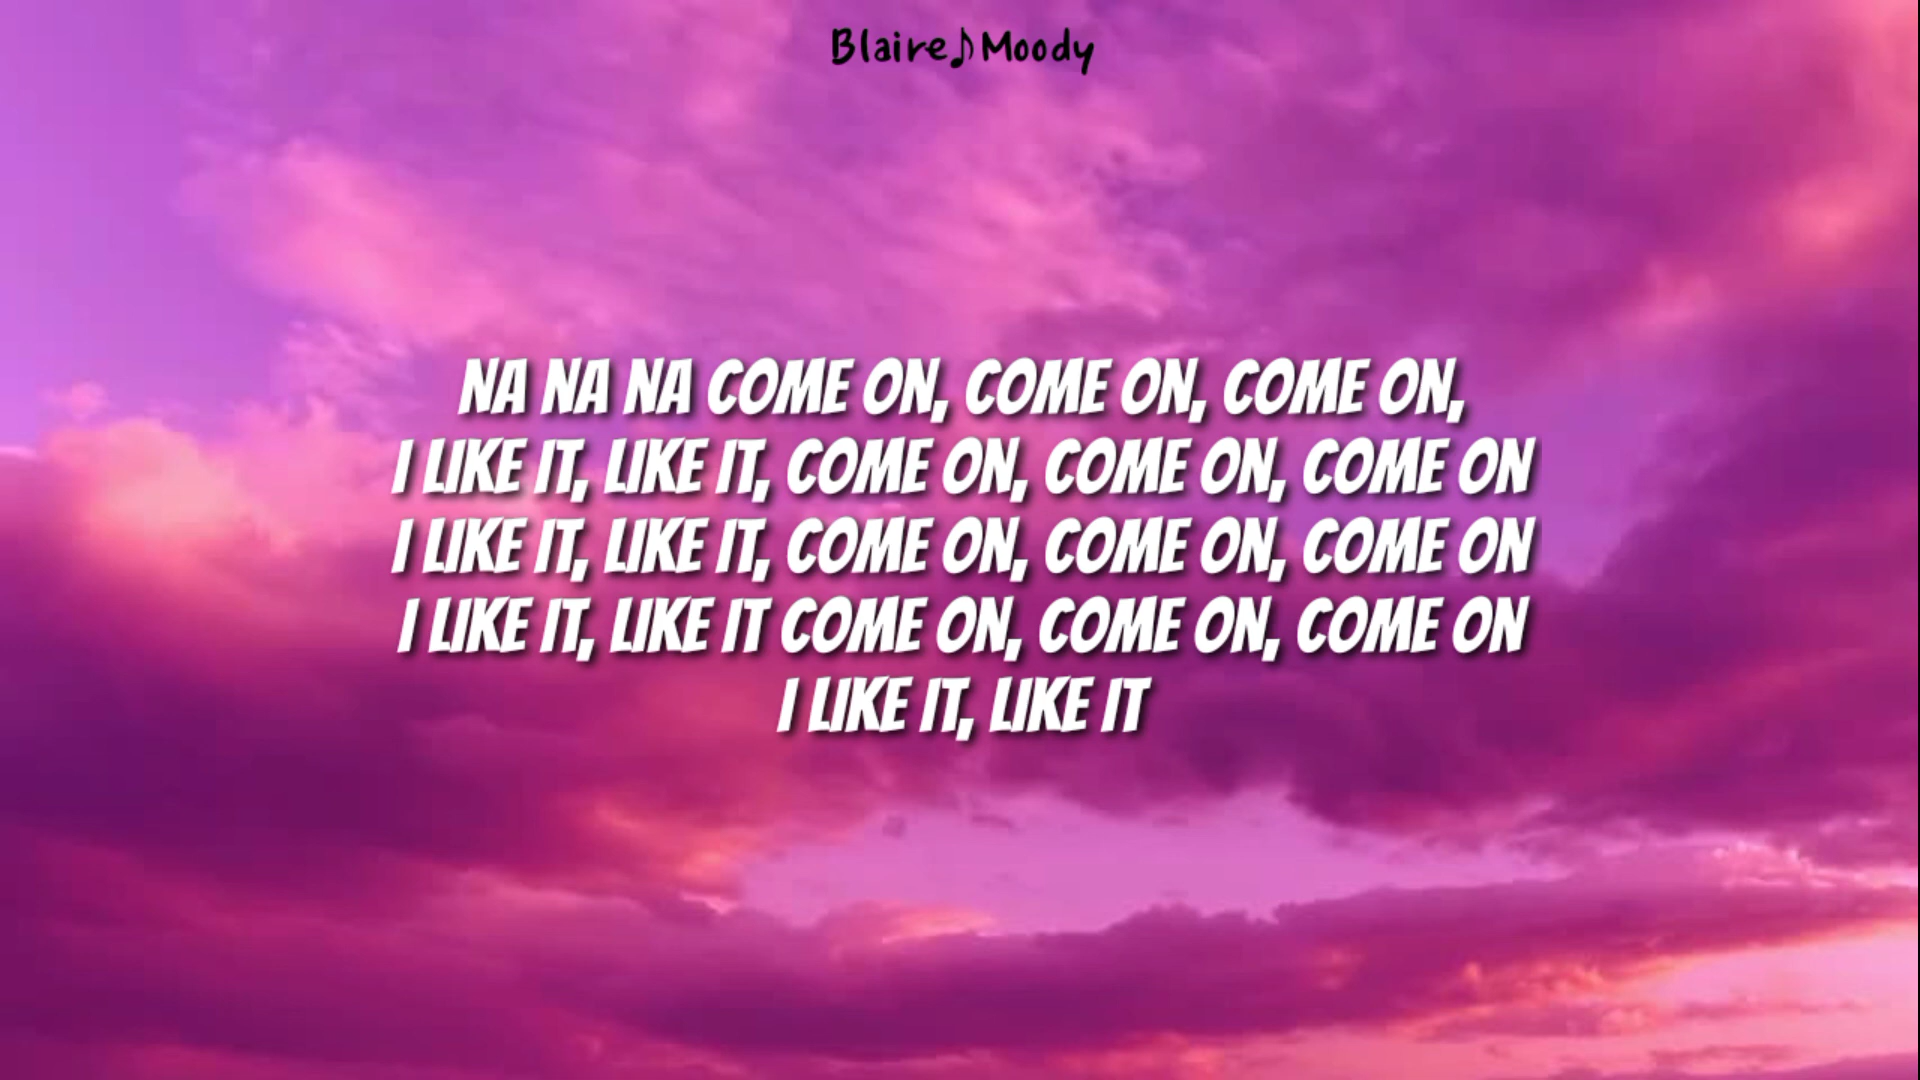 Blaire♪Moody
NA NA NA COME ON, COME ON, COME ON,
I LIKE IT, LIKE IT, COME ON, COME ON, COME ON
I LIKE IT, LIKE IT, COME ON, COME ON, COME ON
I LIKE IT, LIKE IT COME ON, COME ON, COME ON
I LIKE IT, LIKE IT